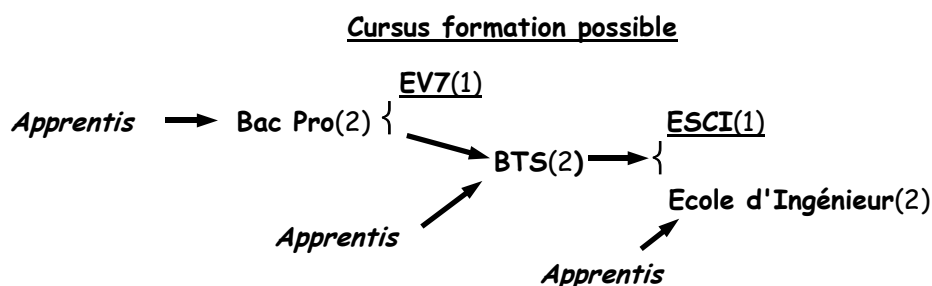 Cursus formation possible
EV7(1)
Apprentis Bac Pro(2) {
ESCI(1)
BTS(2) {
Ecole d'Ingénieur(2)
Apprentis
Apprentis